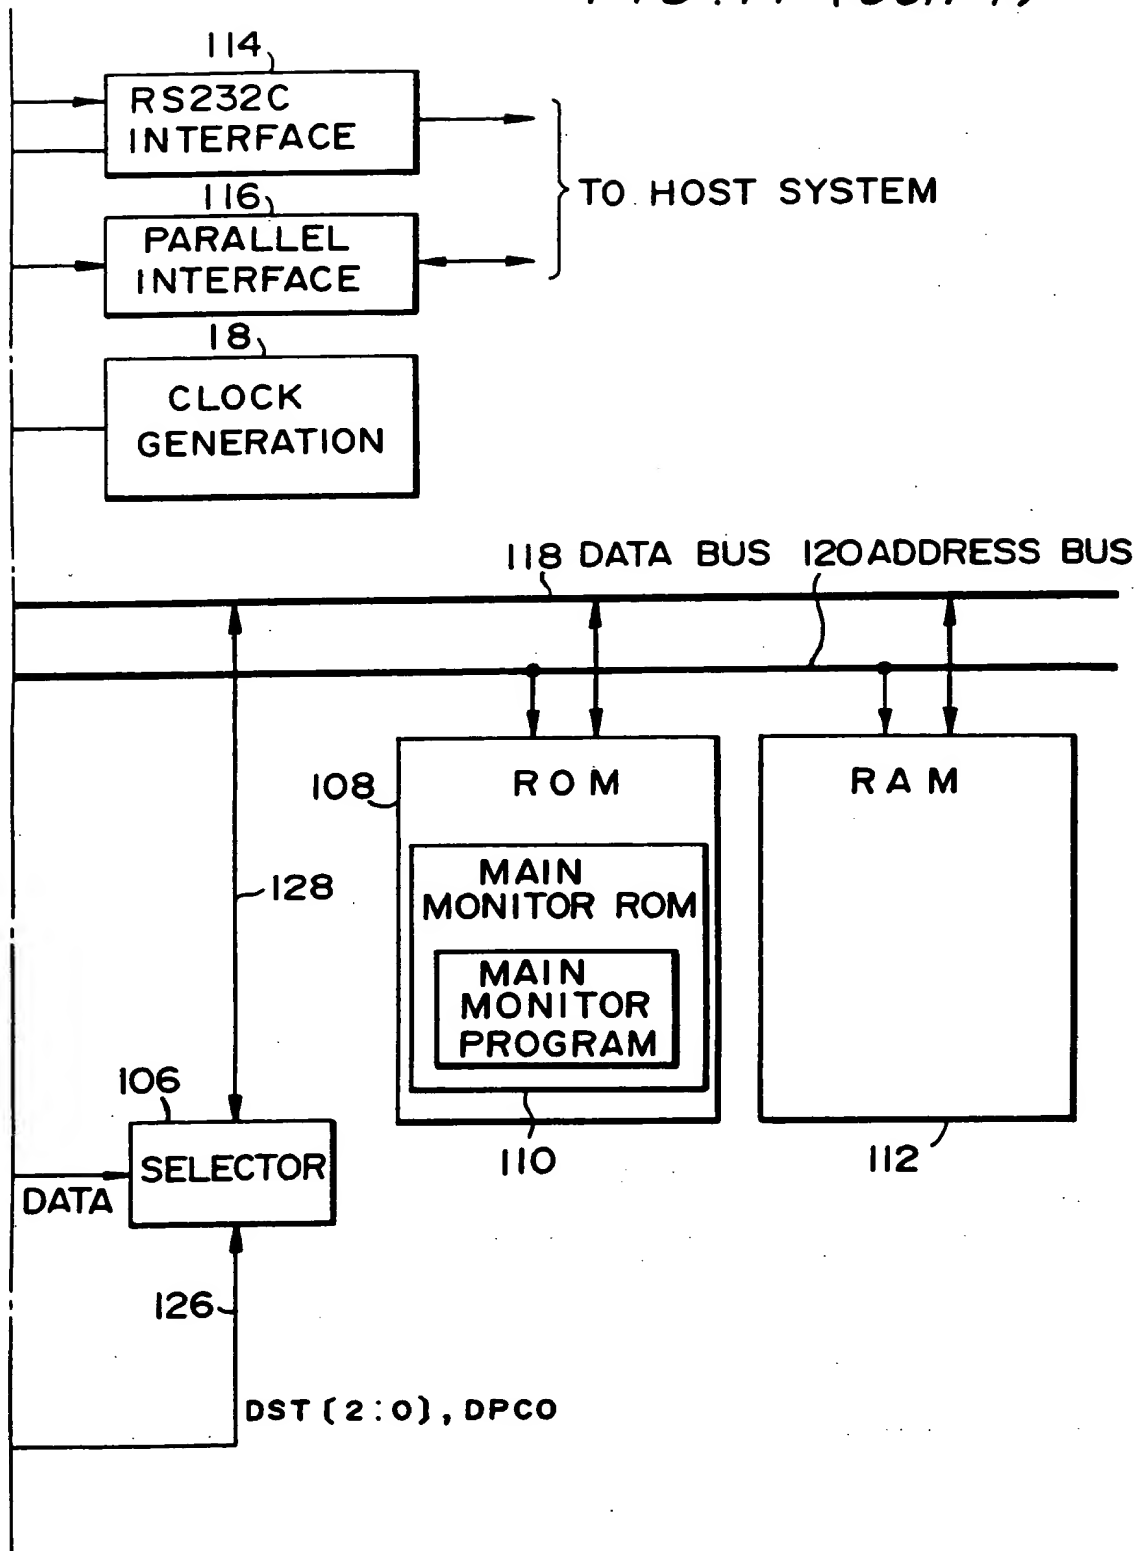 114
RS232C
INTERFACE
TO HOST SYSTEM
116
PARALLEL
INTERFACE
18
CLOCK
GENERATION
118 DATA BUS 120 ADDRESS BUS
108
ROM
RAM
MAIN
MONITOR ROM
128
MAIN
MONITOR
PROGRAM
106
SELECTOR
110
112
DATA
126
DST (2:0), DPCO